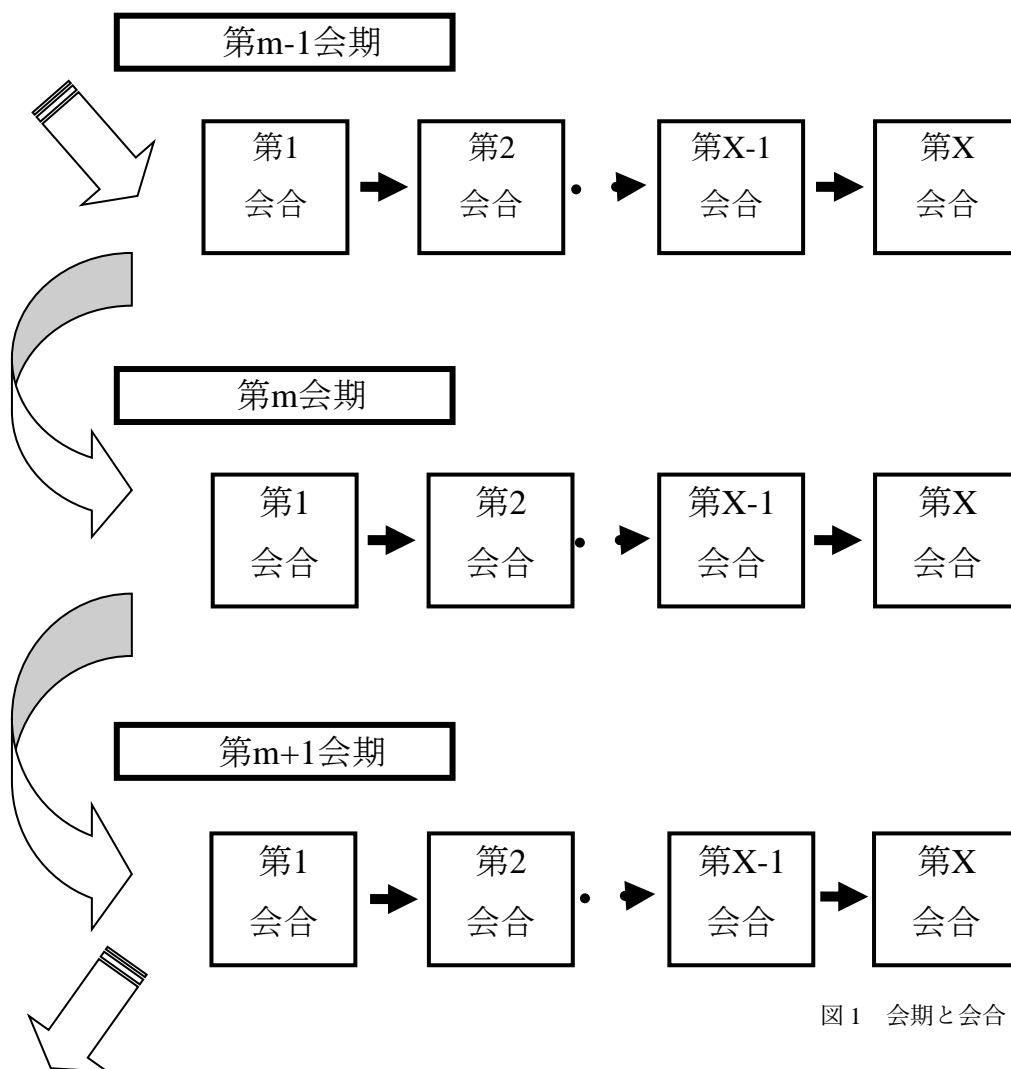 第m-1会期
第1
会合
第2
会合
第X-1
会合
第X
会合
第m会期
第1
会合
第2
会合
第X-1
会合
第X
会合
第m+1会期
第1
会合
第2
会合
第X-1
会合
第X
会合
図1 会期と会合